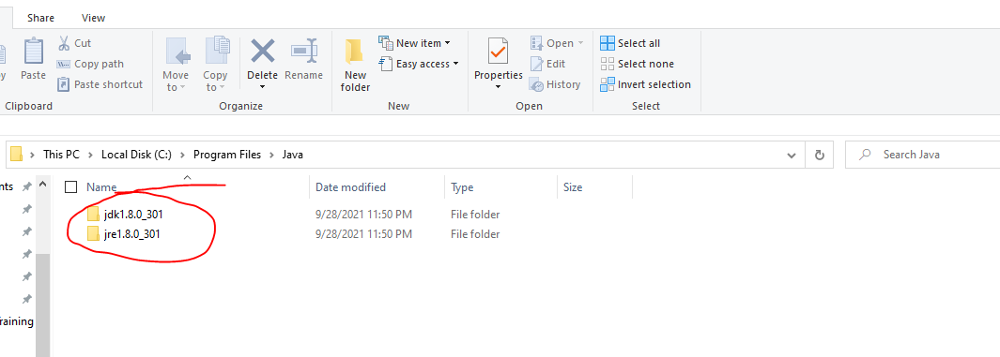 Share View
Cut
Copy path
Paste shortcut
Paste
Clipboard
Move to
Copy to
Delete
Rename
Organize
New folder
New item
Easy access
New
Properties
Open
Edit
History
Open
Select all
Select none
Invert selection
Select
This PC > Local Disk (C:) > Program Files > Java
Search Java
Name Date modified Type Size
jdk1.8.0_301 9/28/2021 11:50 PM File folder
jre1.8.0_301 9/28/2021 11:50 PM File folder